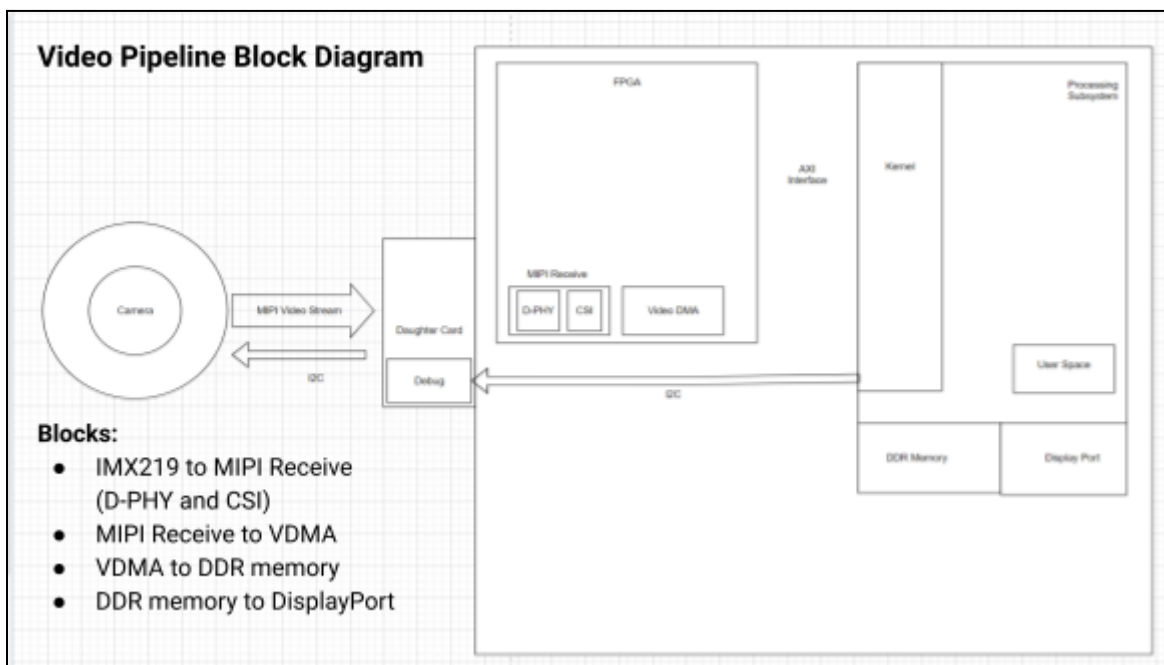 Video Pipeline Block Diagram
FPGA
Processing
Subsystem
AXI
Interface
Kernel
MIPI Receive
D-PHY
CSI
Video DMA
Camera
MIPI Video Stream
Daughter Card
I2C
Debug
I2C
User Space
DDR Memory
Display Port
Blocks:
● IMX219 to MIPI Receive
(D-PHY and CSI)
● MIPI Receive to VDMA
● VDMA to DDR memory
● DDR memory to DisplayPort